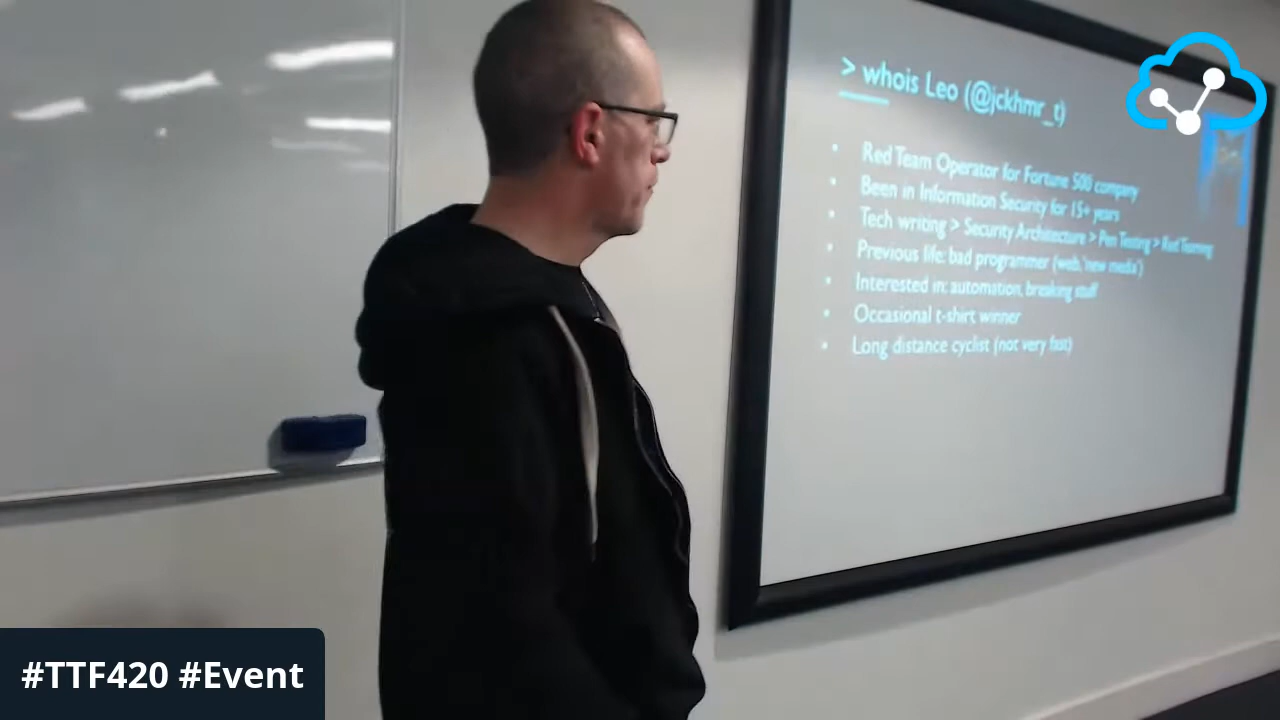 > whois Leo (@jckhmr_t)
• Red Team Operator for Fortune 500 company
• Been in Information Security for 15+ years
• Tech writing > Security Architecture > Pen Testing > Red Teaming
• Previous life: bad programmer (web, 'new media')
• Interested in: automation, breaking stuff
• Occasional t-shirt winner
• Long distance cyclist (not very fast)
#TTF420 #Event